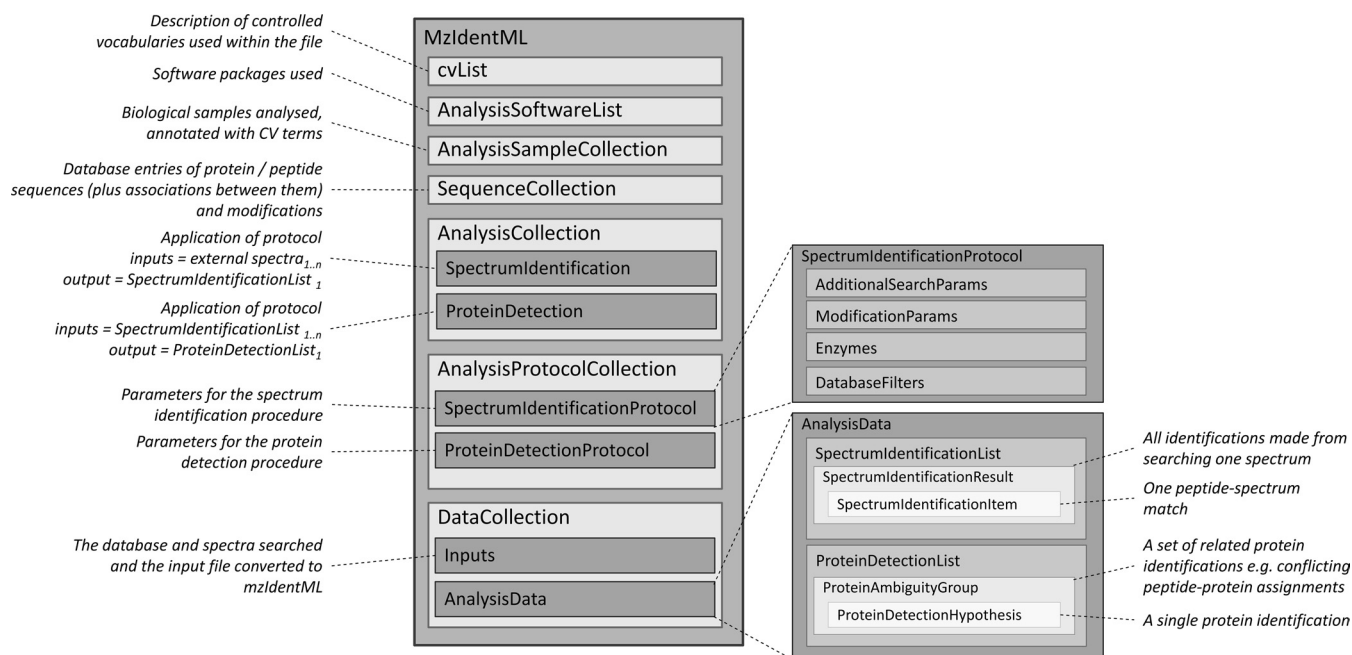 Description of controlled
vocabularies used within the file
Software packages used
Biological samples analysed,
annotated with CV terms
Database entries of protein / peptide
sequences (plus associations between them)
and modifications
Application of protocol
inputs = external spectra1..n
output = SpectrumIdentificationList 1
Application of protocol
inputs = SpectrumIdentificationList 1..n
output = ProteinDetectionList1
Parameters for the spectrum
identification procedure
Parameters for the protein
detection procedure
The database and spectra searched
and the input file converted to
mzIdentML
MzIdentML
cvList
AnalysisSoftwareList
AnalysisSampleCollection
SequenceCollection
AnalysisCollection
SpectrumIdentification
ProteinDetection
AnalysisProtocolCollection
SpectrumIdentificationProtocol
ProteinDetectionProtocol
DataCollection
Inputs
AnalysisData
SpectrumIdentificationProtocol
AdditionalSearchParams
ModificationParams
Enzymes
DatabaseFilters
AnalysisData
SpectrumIdentificationList
SpectrumIdentificationResult
SpectrumIdentificationItem
ProteinDetectionList
ProteinAmbiguityGroup
ProteinDetectionHypothesis
All identifications made from
searching one spectrum
One peptide-spectrum
match
A set of related protein
identifications e.g. conflicting
peptide-protein assignments
A single protein identification